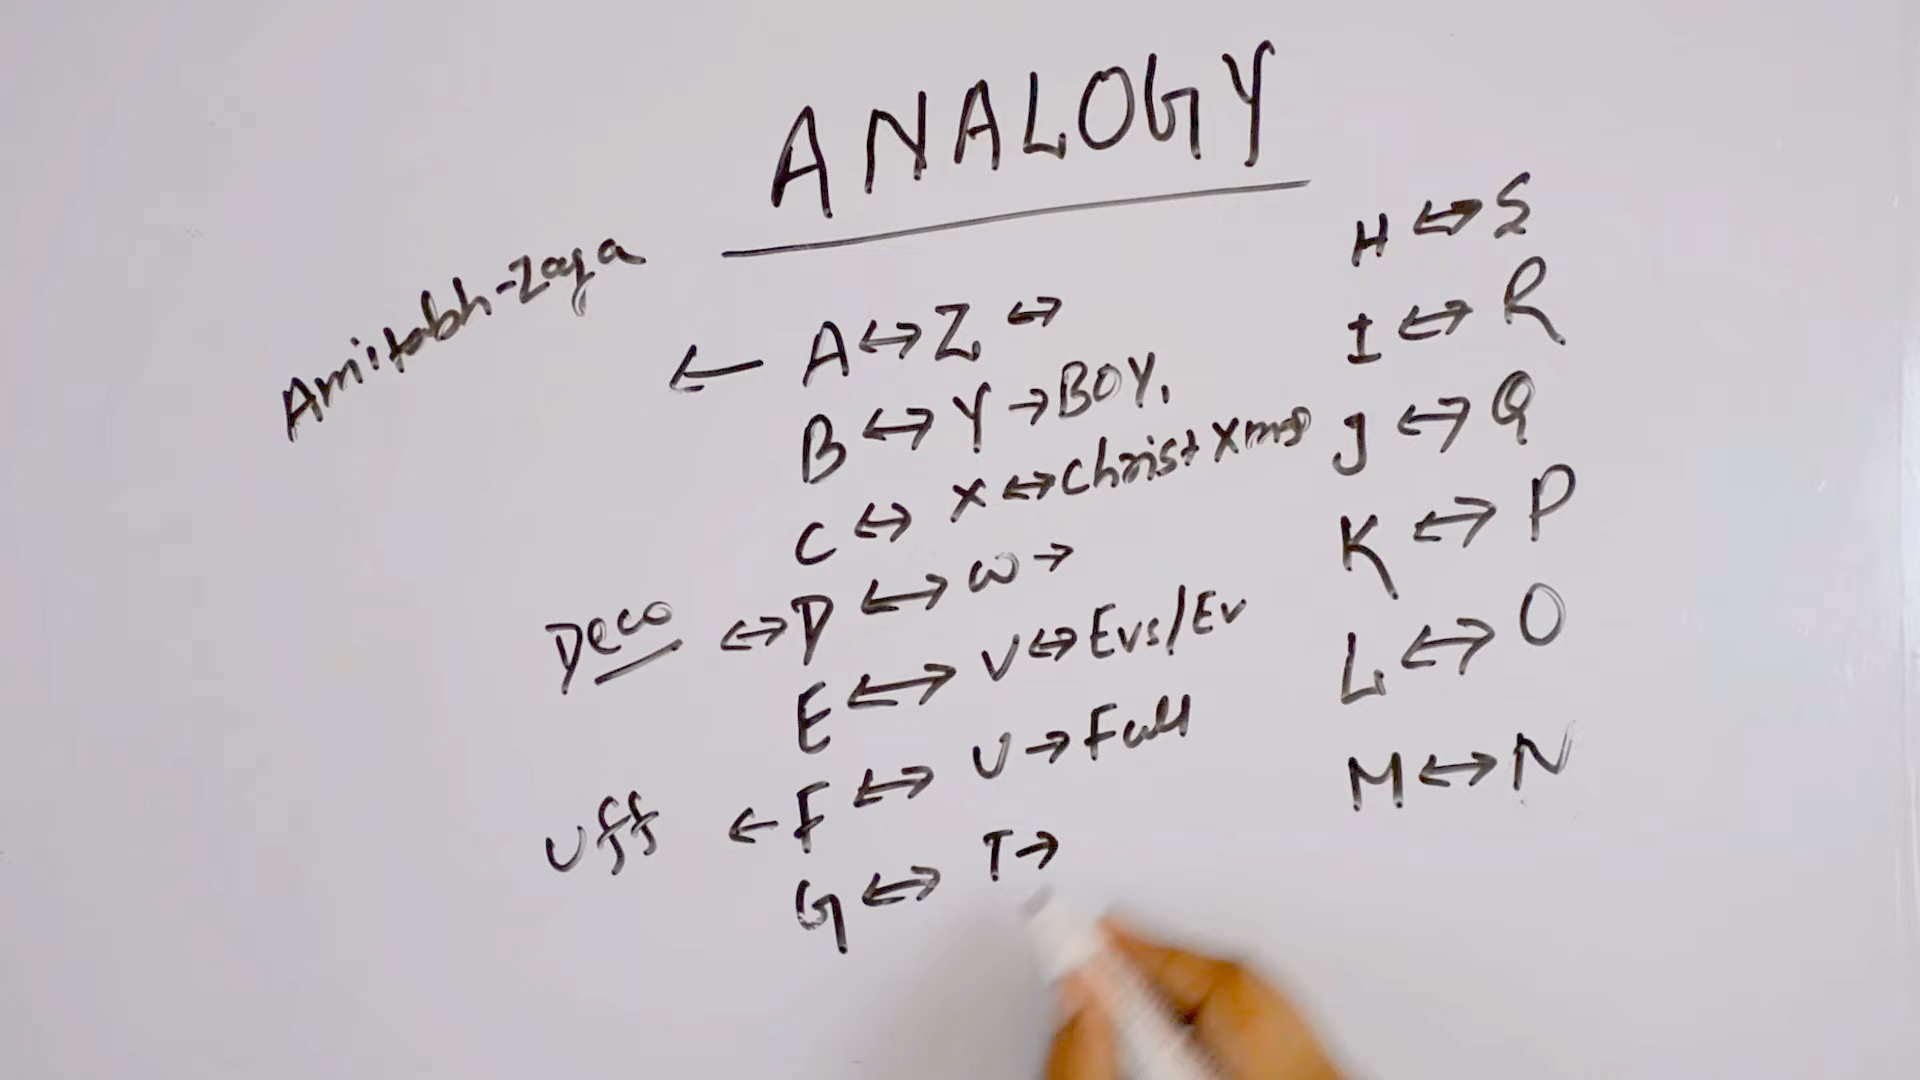 ANALOGY
Amitabh-Zaya
← A ↔ Z ↔
B ↔ Y → BOY,
C ↔ X ↔ Christ Xmas
Deco ↔ D ↔ W →
E ↔ V ↔ Evs/Ev
Uff ← F ↔ U → Full
G ↔ T →
H ↔ S
I ↔ R
J ↔ Q
K ↔ P
L ↔ O
M ↔ N